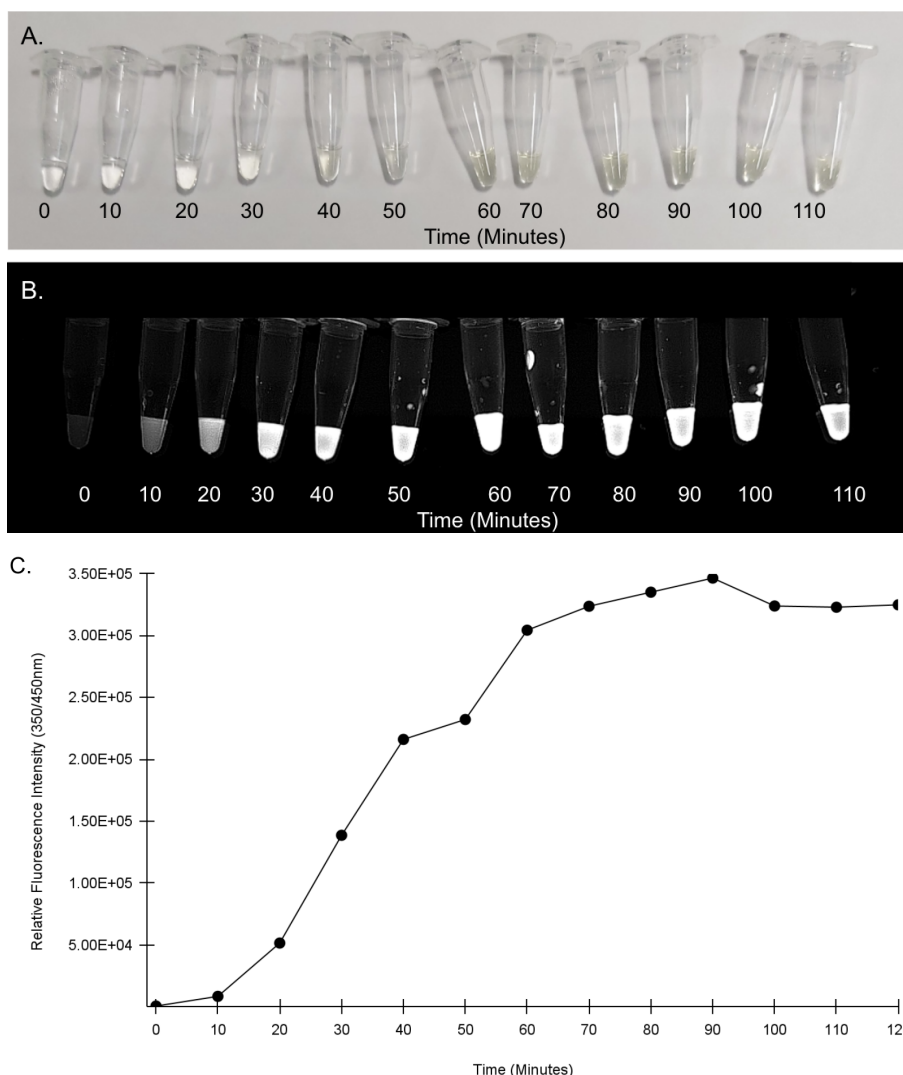 A.
0 10 20 30 40 50 60 70 80 90 100 110
Time (Minutes)
B.
0 10 20 30 40 50 60 70 80 90 100 110
Time (Minutes)
C.
3.50E+05
3.00E+05
2.50E+05
2.00E+05
1.50E+05
1.00E+05
5.00E+04
Relative Fluorescence Intensity (350/450nm)
0 10 20 30 40 50 60 70 80 90 100 110 12
Time (Minutes)